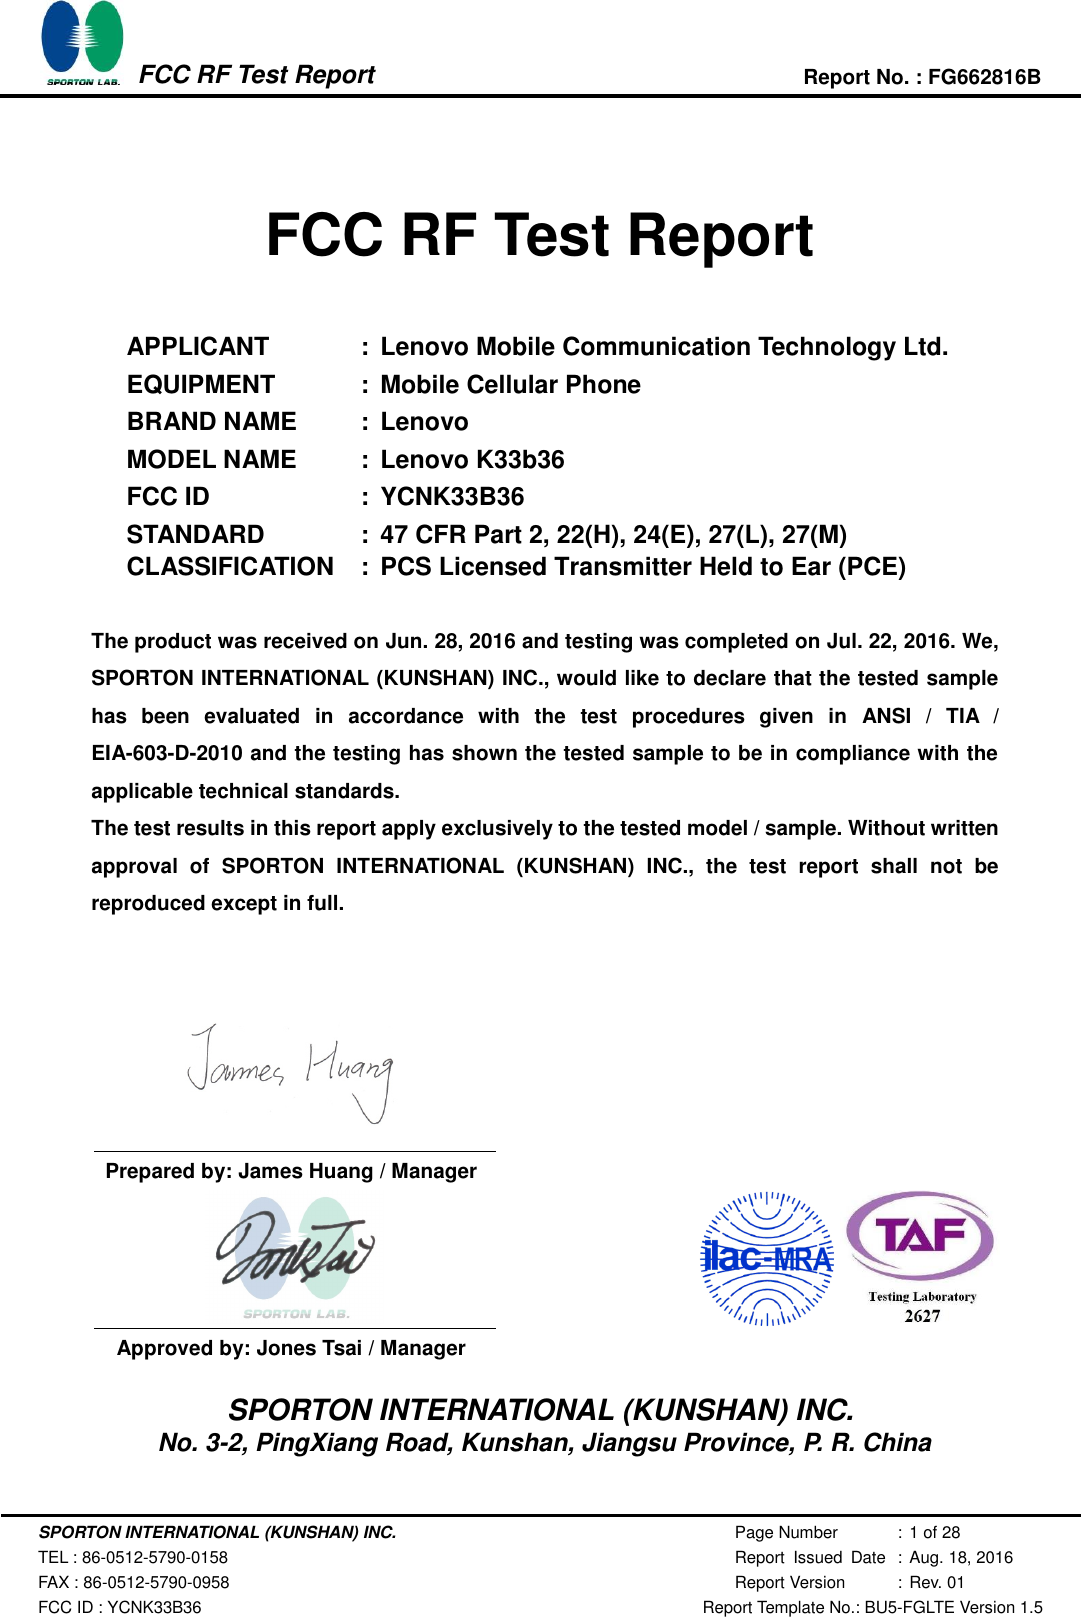 SPORTON LAB.
FCC RF Test Report
Report No. : FG662816B
FCC RF Test Report
APPLICANT : Lenovo Mobile Communication Technology Ltd.
EQUIPMENT : Mobile Cellular Phone
BRAND NAME : Lenovo
MODEL NAME : Lenovo K33b36
FCC ID : YCNK33B36
STANDARD : 47 CFR Part 2, 22(H), 24(E), 27(L), 27(M)
CLASSIFICATION : PCS Licensed Transmitter Held to Ear (PCE)
The product was received on Jun. 28, 2016 and testing was completed on Jul. 22, 2016. We,
SPORTON INTERNATIONAL (KUNSHAN) INC., would like to declare that the tested sample
has been evaluated in accordance with the test procedures given in ANSI / TIA /
EIA-603-D-2010 and the testing has shown the tested sample to be in compliance with the
applicable technical standards.
The test results in this report apply exclusively to the tested model / sample. Without written
approval of SPORTON INTERNATIONAL (KUNSHAN) INC., the test report shall not be
reproduced except in full.
James Huang
Prepared by: James Huang / Manager
Jones Tsai
SPORTON LAB.
Approved by: Jones Tsai / Manager
ilac-MRA
TAF
Testing Laboratory
2627
SPORTON INTERNATIONAL (KUNSHAN) INC.
No. 3-2, PingXiang Road, Kunshan, Jiangsu Province, P. R. China
SPORTON INTERNATIONAL (KUNSHAN) INC.
TEL : 86-0512-5790-0158
FAX : 86-0512-5790-0958
FCC ID : YCNK33B36
Page Number : 1 of 28
Report Issued Date : Aug. 18, 2016
Report Version : Rev. 01
Report Template No.: BU5-FGLTE Version 1.5